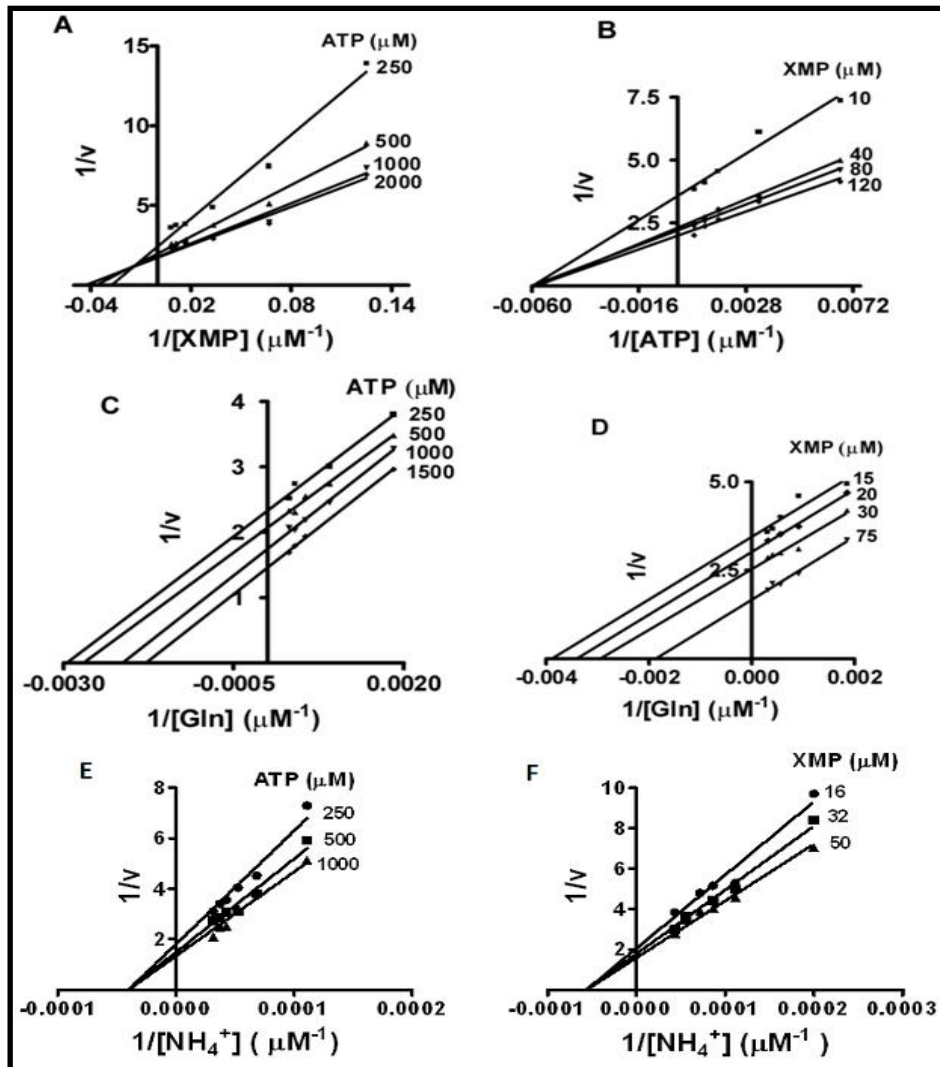 A
ATP (µM)
15
10
5
1/v
250
500
1000
2000
-0.04
0.02
0.08
0.14
1/[XMP] (µM⁻¹)
B
XMP (µM)
7.5
5.0
2.5
1/v
10
40
80
120
-0.0060
-0.0016
0.0028
0.0072
1/[ATP] (µM⁻¹)
C
ATP (µM)
4
3
2
1
1/v
250
500
1000
1500
-0.0030
-0.0005
0.0020
1/[Gln] (µM⁻¹)
D
XMP (µM)
5.0
2.5
1/v
15
20
30
75
-0.004
-0.002
0.000
0.002
1/[Gln] (µM⁻¹)
E
ATP (µM)
8
6
4
2
1/v
250
500
1000
-0.0001
0.0000
0.0001
0.0002
1/[NH₄⁺] ( µM⁻¹)
F
XMP (µM)
10
8
6
4
2
1/v
16
32
50
-0.0001
0.0000
0.0001
0.0002
0.0003
1/[NH₄⁺] (µM⁻¹ )